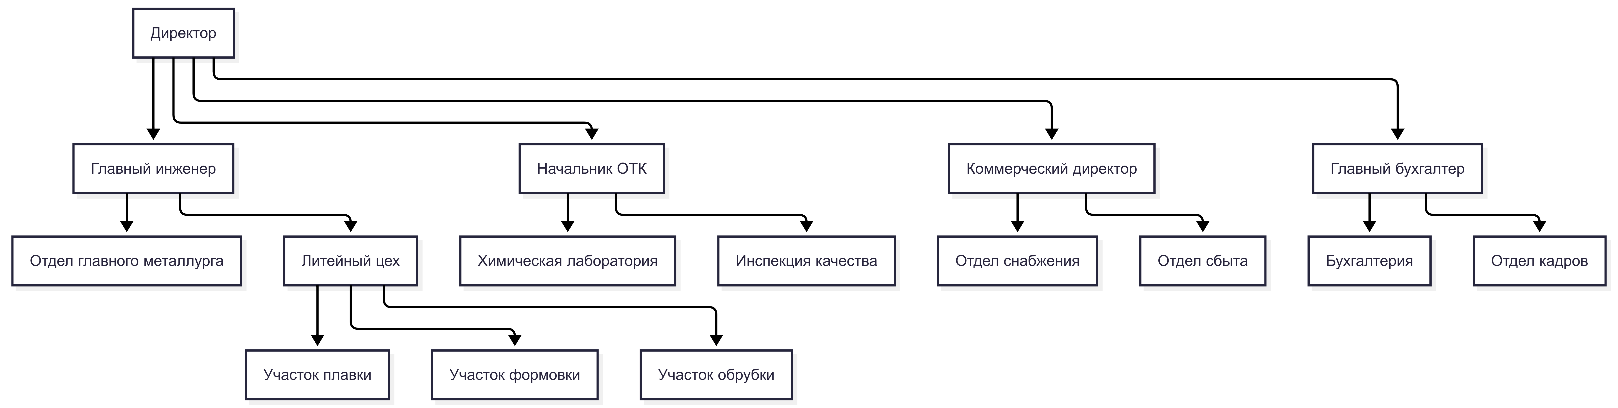 Директор
Главный инженер
Начальник ОТК
Коммерческий директор
Главный бухгалтер
Отдел главного металлурга
Литейный цех
Химическая лаборатория
Инспекция качества
Отдел снабжения
Отдел сбыта
Бухгалтерия
Отдел кадров
Участок плавки
Участок формовки
Участок обрубки